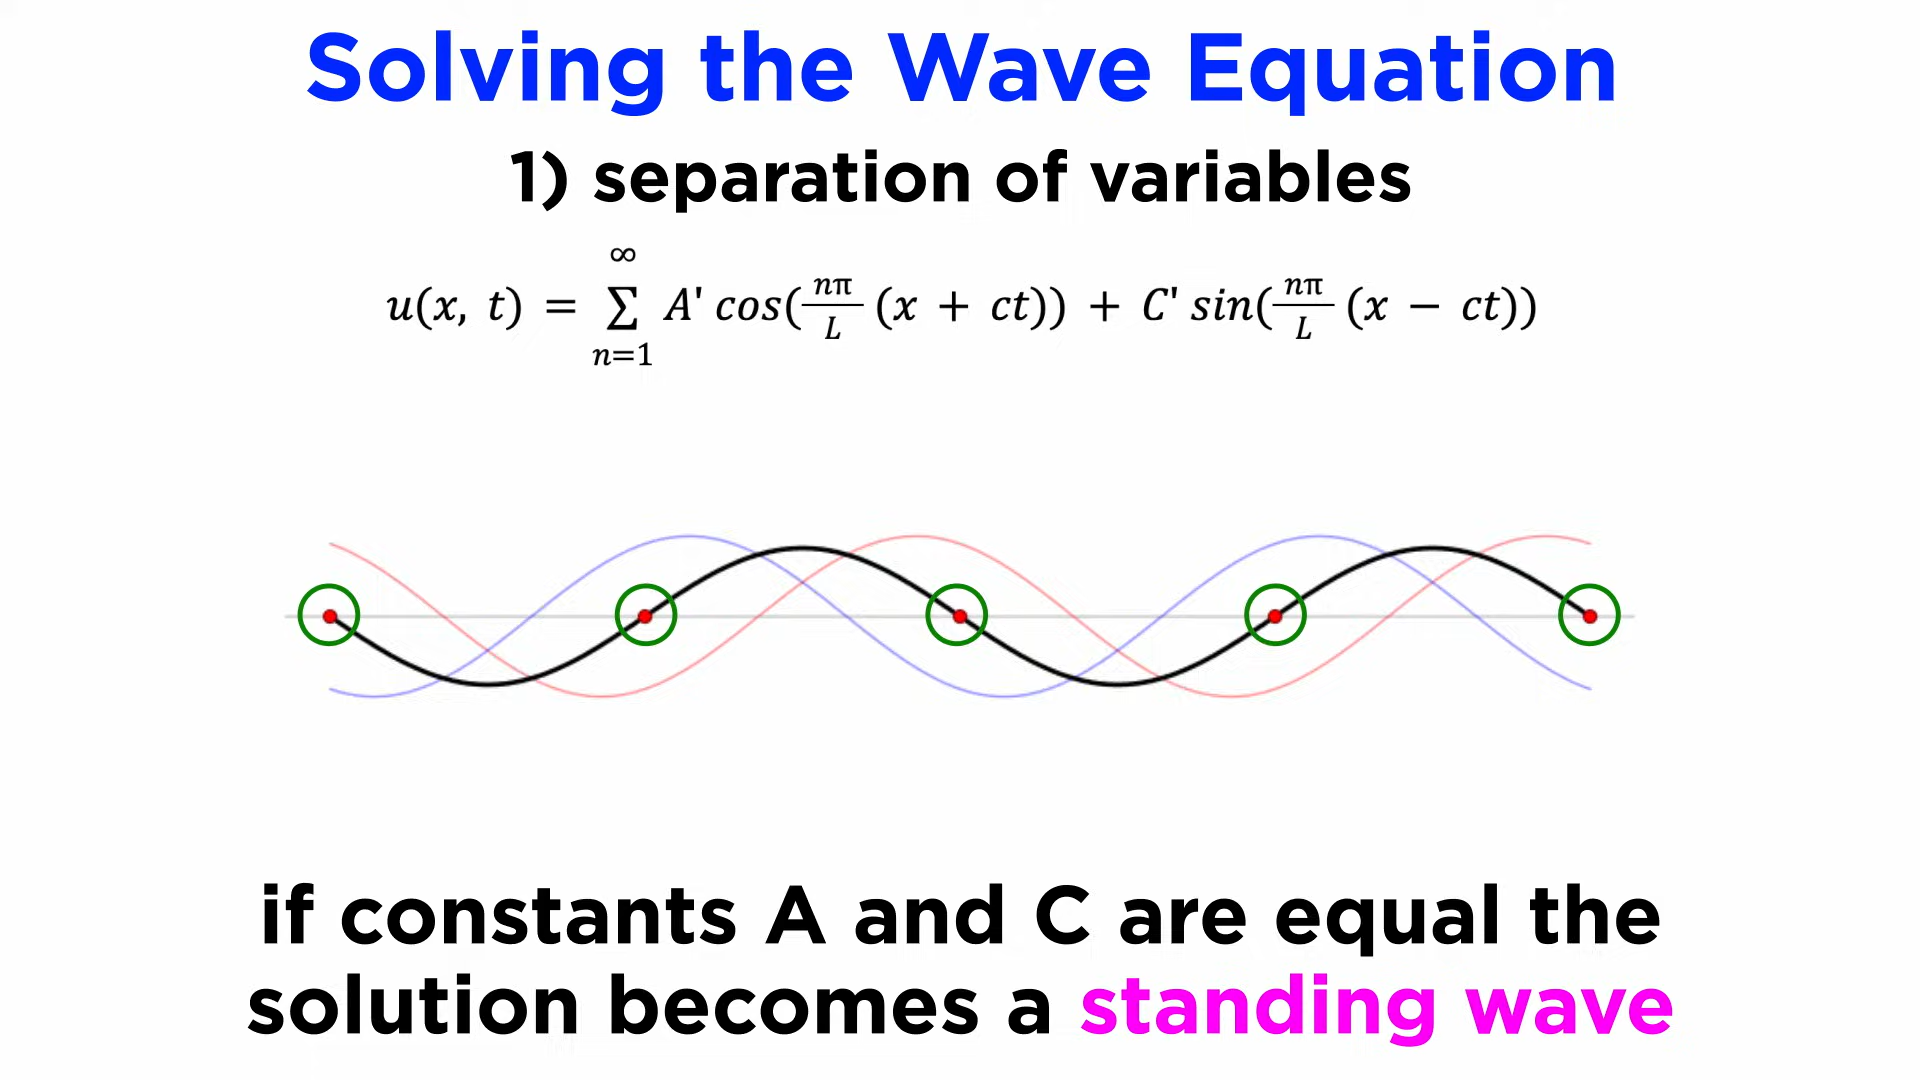 Solving the Wave Equation
1) separation of variables
u(x, t) = ∞∑n=1 A' cos(nπ/L (x + ct)) + C' sin(nπ/L (x − ct))
if constants A and C are equal the
solution becomes a standing wave